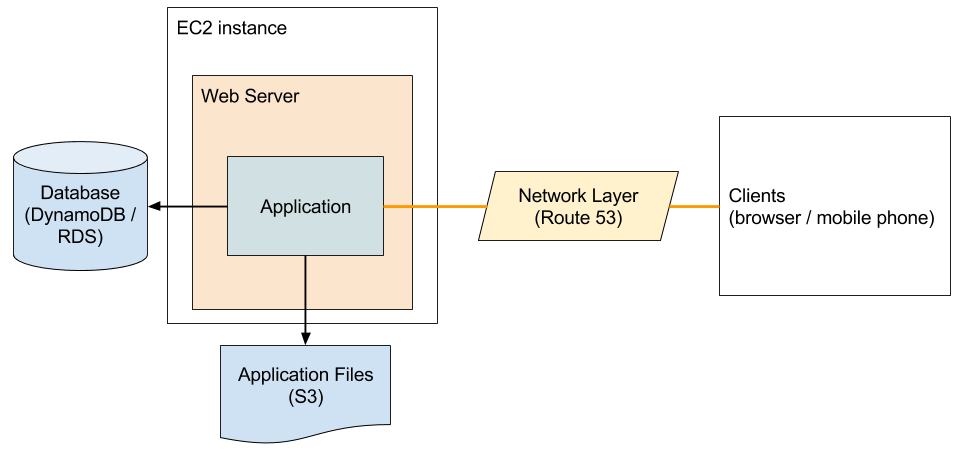 EC2 instance
Web Server
Database
(DynamoDB /
RDS)
Application
Network Layer
(Route 53)
Clients
(browser / mobile phone)
Application Files
(S3)